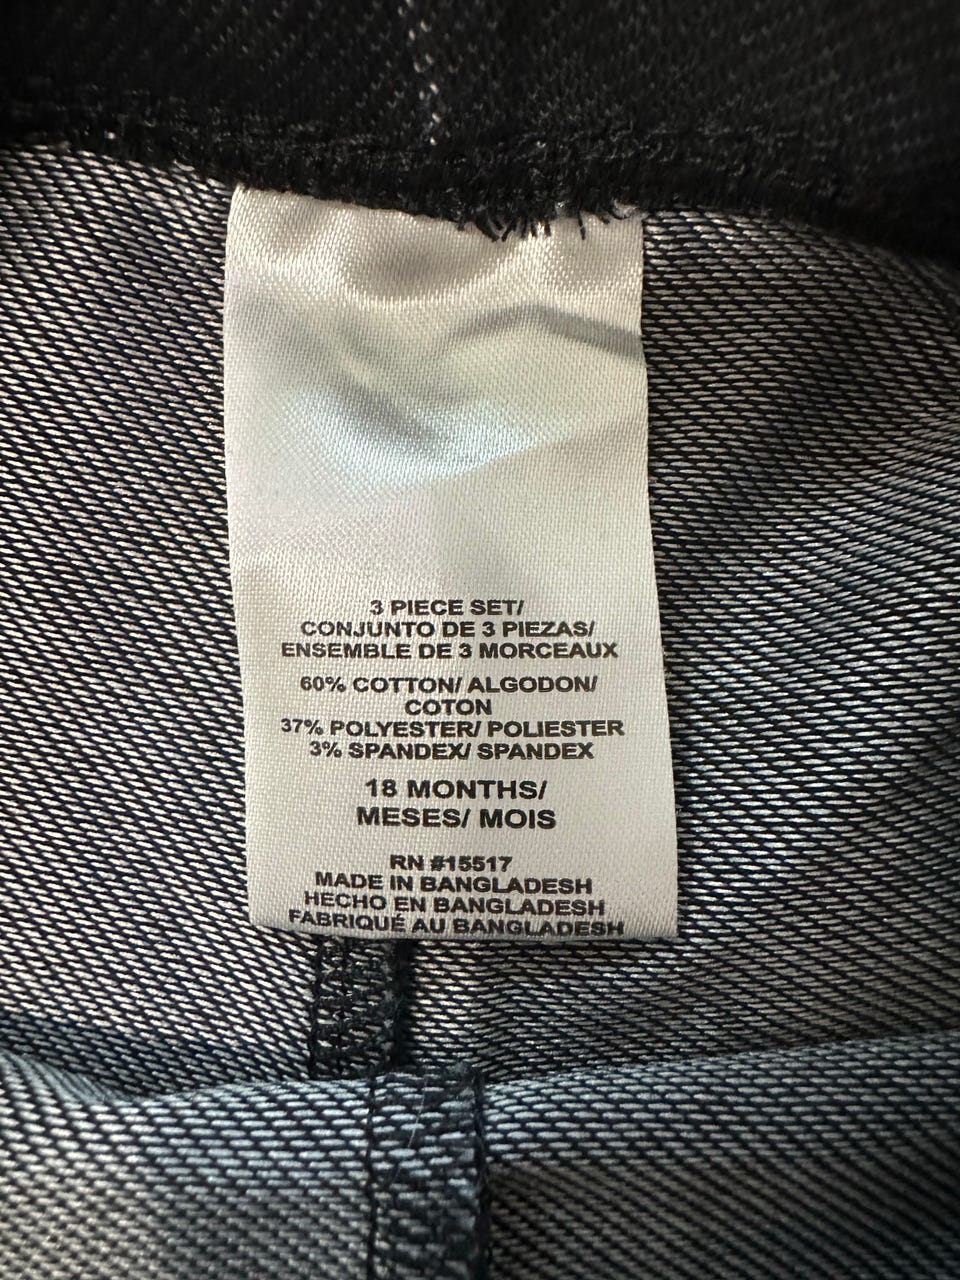 3 PIECE SET/
CONJUNTO DE 3 PIEZAS/
ENSEMBLE DE 3 MORCEAUX
60% COTTON/ ALGODON/
COTON
37% POLYESTER/ POLIESTER
3% SPANDEX/ SPANDEX
18 MONTHS/
MESES/ MOIS
RN #15517
MADE IN BANGLADESH
HECHO EN BANGLADESH
FABRIQUÉ AU BANGLADESH